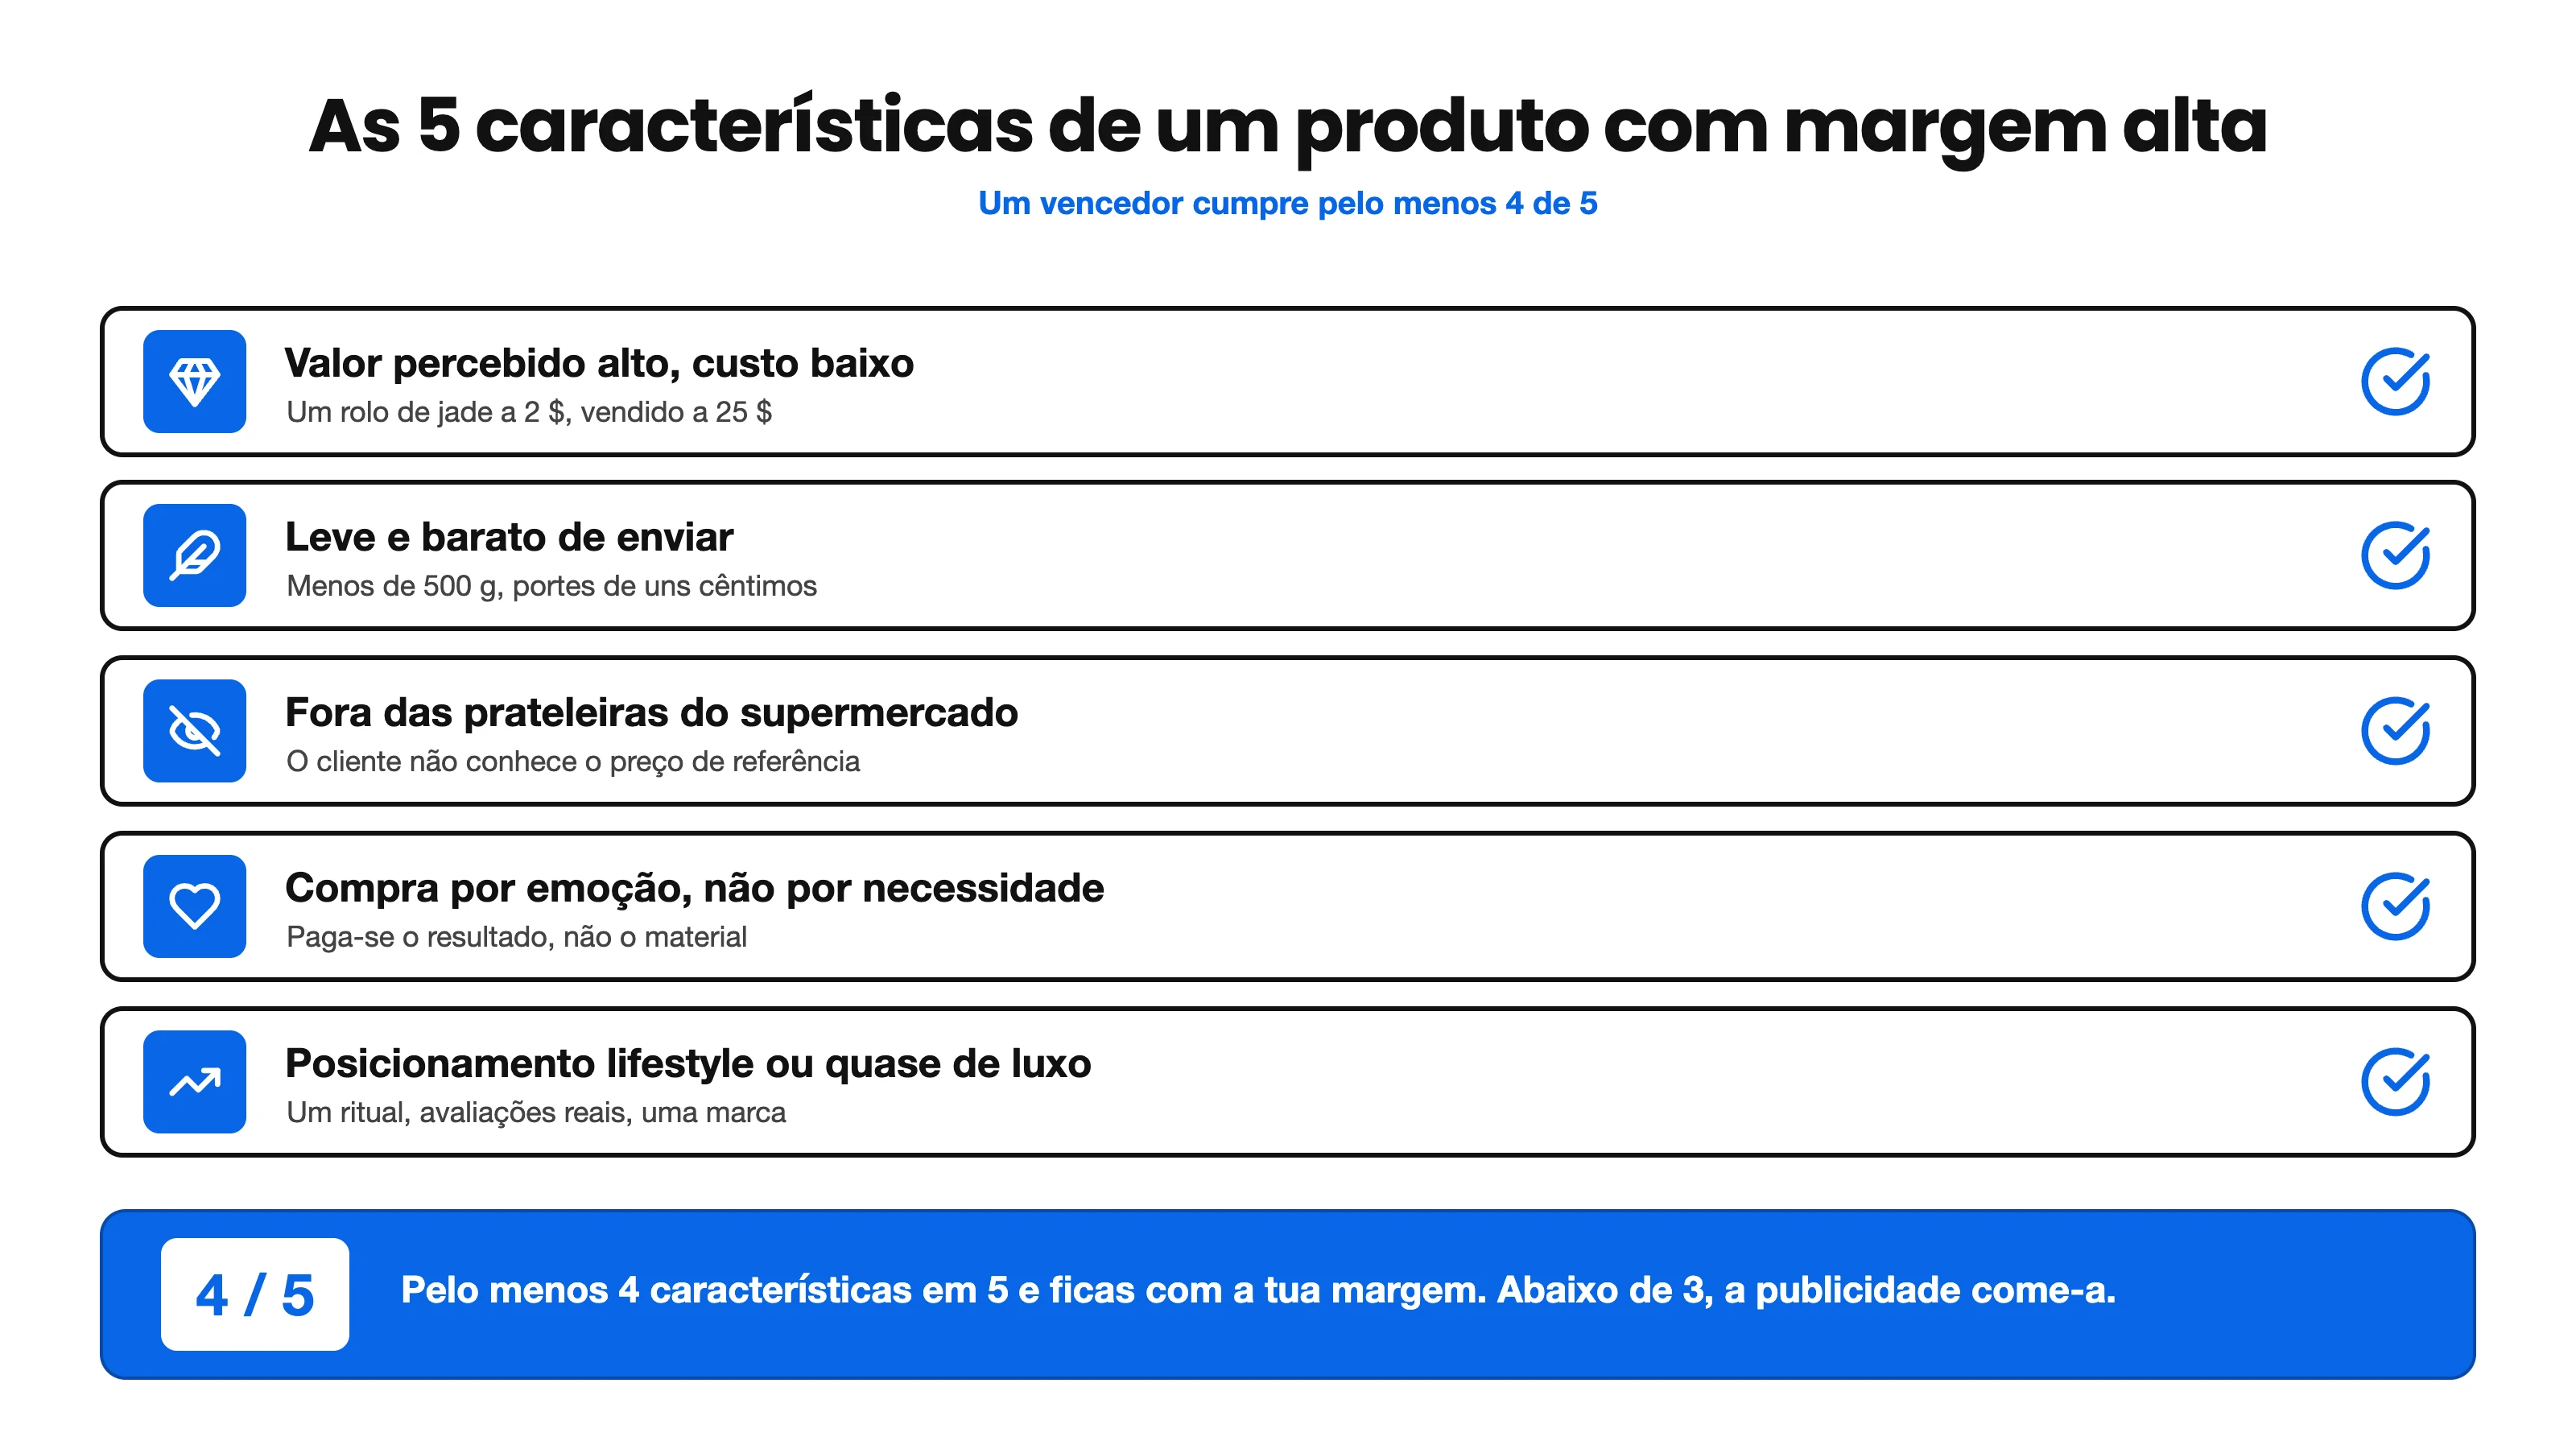 As 5 características de um produto com margem alta
Um vencedor cumpre pelo menos 4 de 5
Valor percebido alto, custo baixo
Um rolo de jade a 2 $, vendido a 25 $
Leve e barato de enviar
Menos de 500 g, portes de uns cêntimos
Fora das prateleiras do supermercado
O cliente não conhece o preço de referência
Compra por emoção, não por necessidade
Paga-se o resultado, não o material
Posicionamento lifestyle ou quase de luxo
Um ritual, avaliações reais, uma marca
4 / 5
Pelo menos 4 características em 5 e ficas com a tua margem. Abaixo de 3, a publicidade come-a.